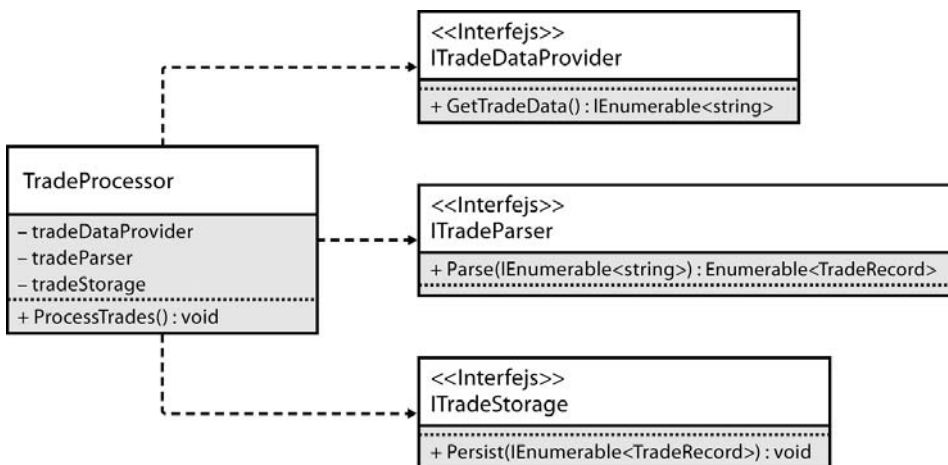 <<Interfejs>>
ITradeDataProvider
+ GetTradeData() : IEnumerable<string>
TradeProcessor
– tradeDataProvider
– tradeParser
– tradeStorage
+ ProcessTrades() : void
<<Interfejs>>
ITradeParser
+ Parse(IEnumerable<string>) : Enumerable<TradeRecord>
<<Interfejs>>
ITradeStorage
+ Persist(IEnumerable<TradeRecord>) : void